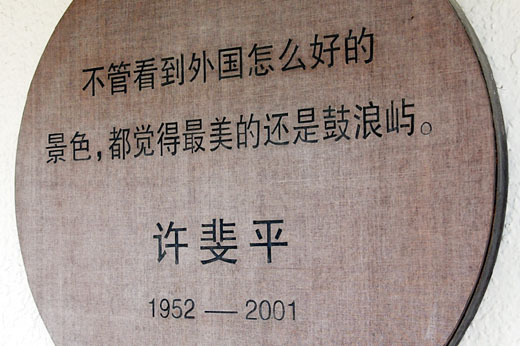 不管看到外国怎么好的
景色，都觉得最美的还是鼓浪屿。
许斐平
1952 — 2001